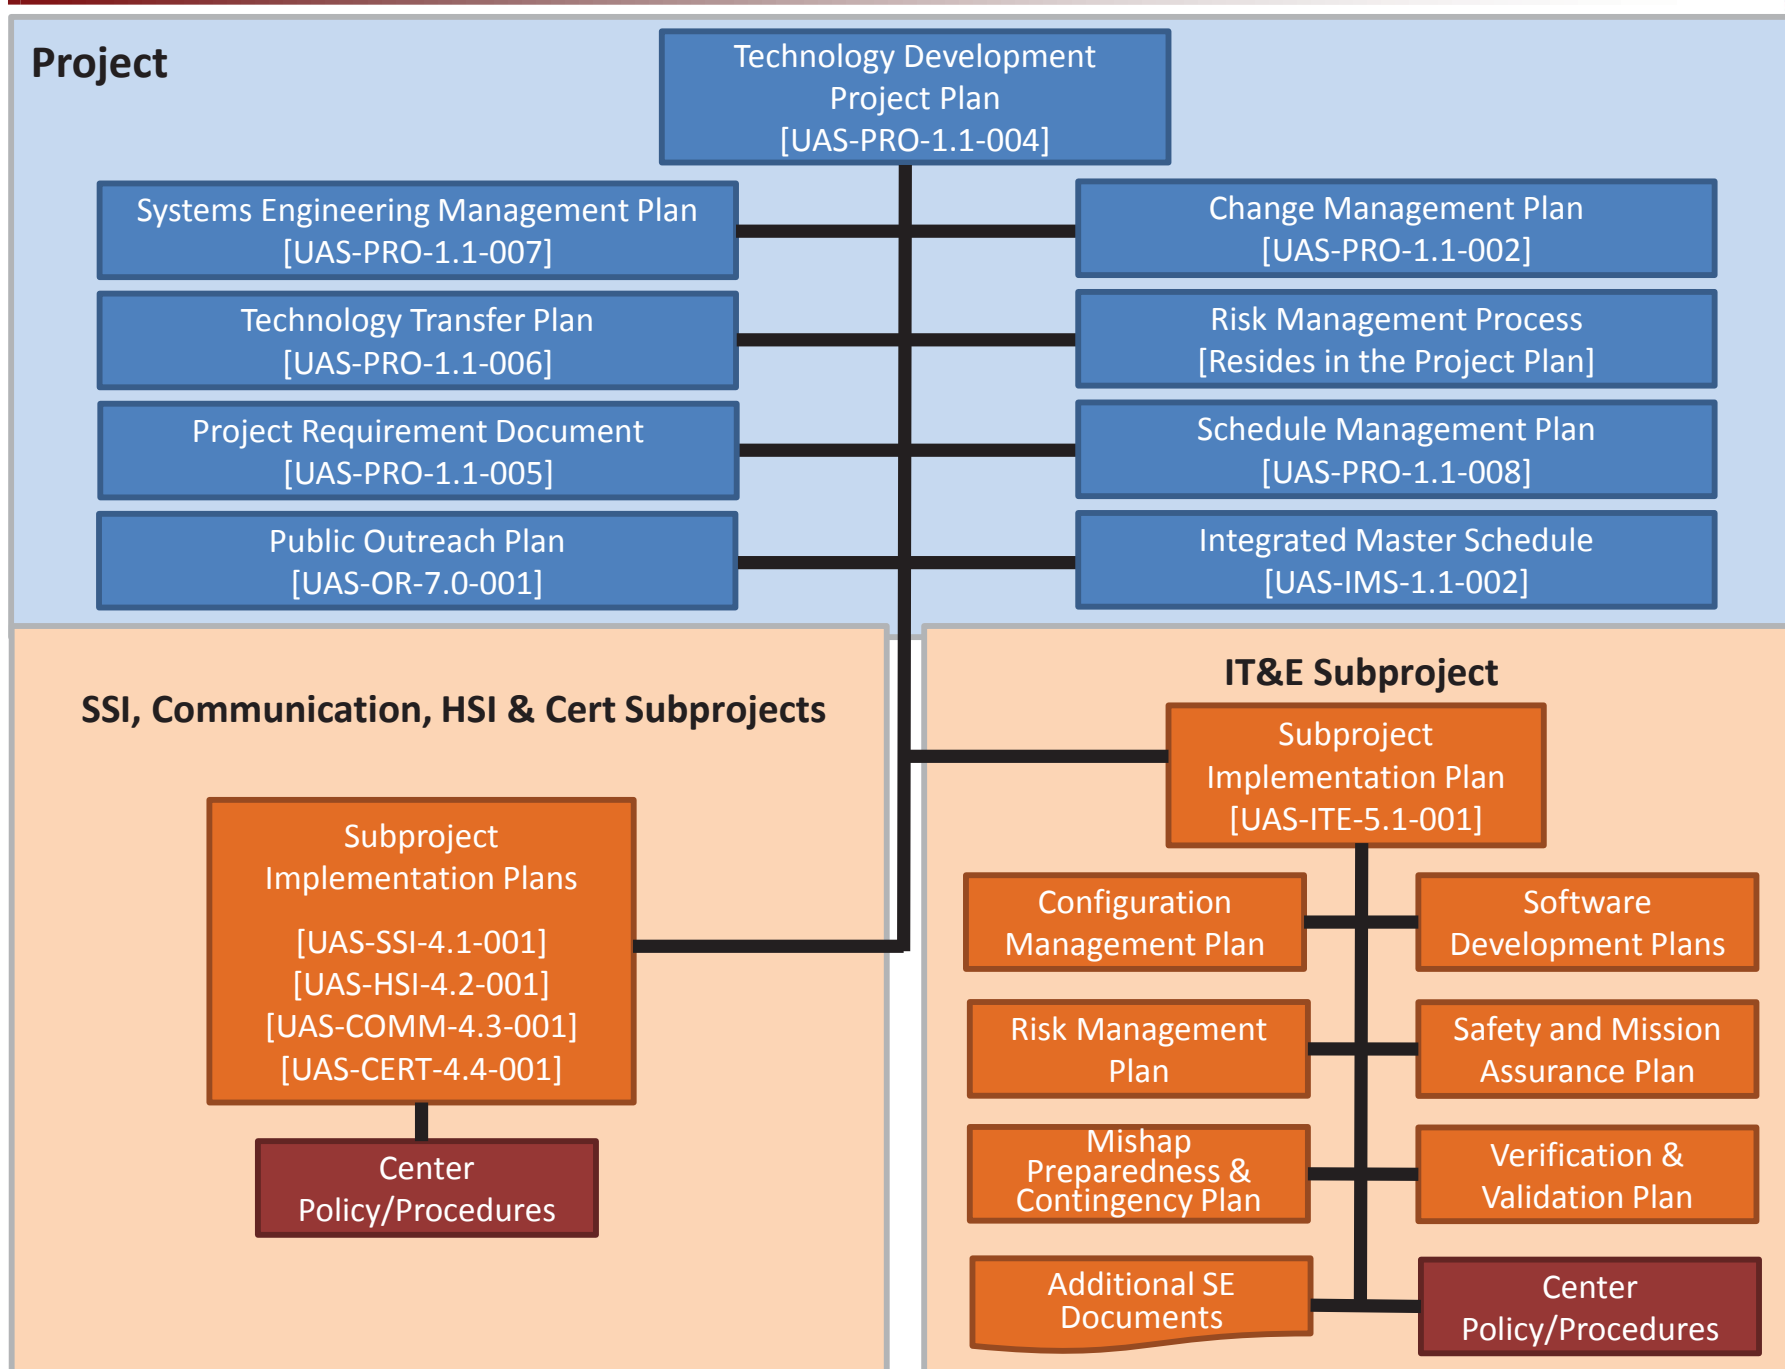 Project
Technology Development
Project Plan
[UAS-PRO-1.1-004]
Systems Engineering Management Plan
[UAS-PRO-1.1-007]
Change Management Plan
[UAS-PRO-1.1-002]
Technology Transfer Plan
[UAS-PRO-1.1-006]
Risk Management Process
[Resides in the Project Plan]
Project Requirement Document
[UAS-PRO-1.1-005]
Schedule Management Plan
[UAS-PRO-1.1-008]
Public Outreach Plan
[UAS-OR-7.0-001]
Integrated Master Schedule
[UAS-IMS-1.1-002]
SSI, Communication, HSI & Cert Subprojects
Subproject
Implementation Plans
[UAS-SSI-4.1-001]
[UAS-HSI-4.2-001]
[UAS-COMM-4.3-001]
[UAS-CERT-4.4-001]
Center
Policy/Procedures
IT&E Subproject
Subproject
Implementation Plan
[UAS-ITE-5.1-001]
Configuration
Management Plan
Software
Development Plans
Risk Management
Plan
Safety and Mission
Assurance Plan
Mishap
Preparedness &
Contingency Plan
Verification &
Validation Plan
Additional SE
Documents
Center
Policy/Procedures